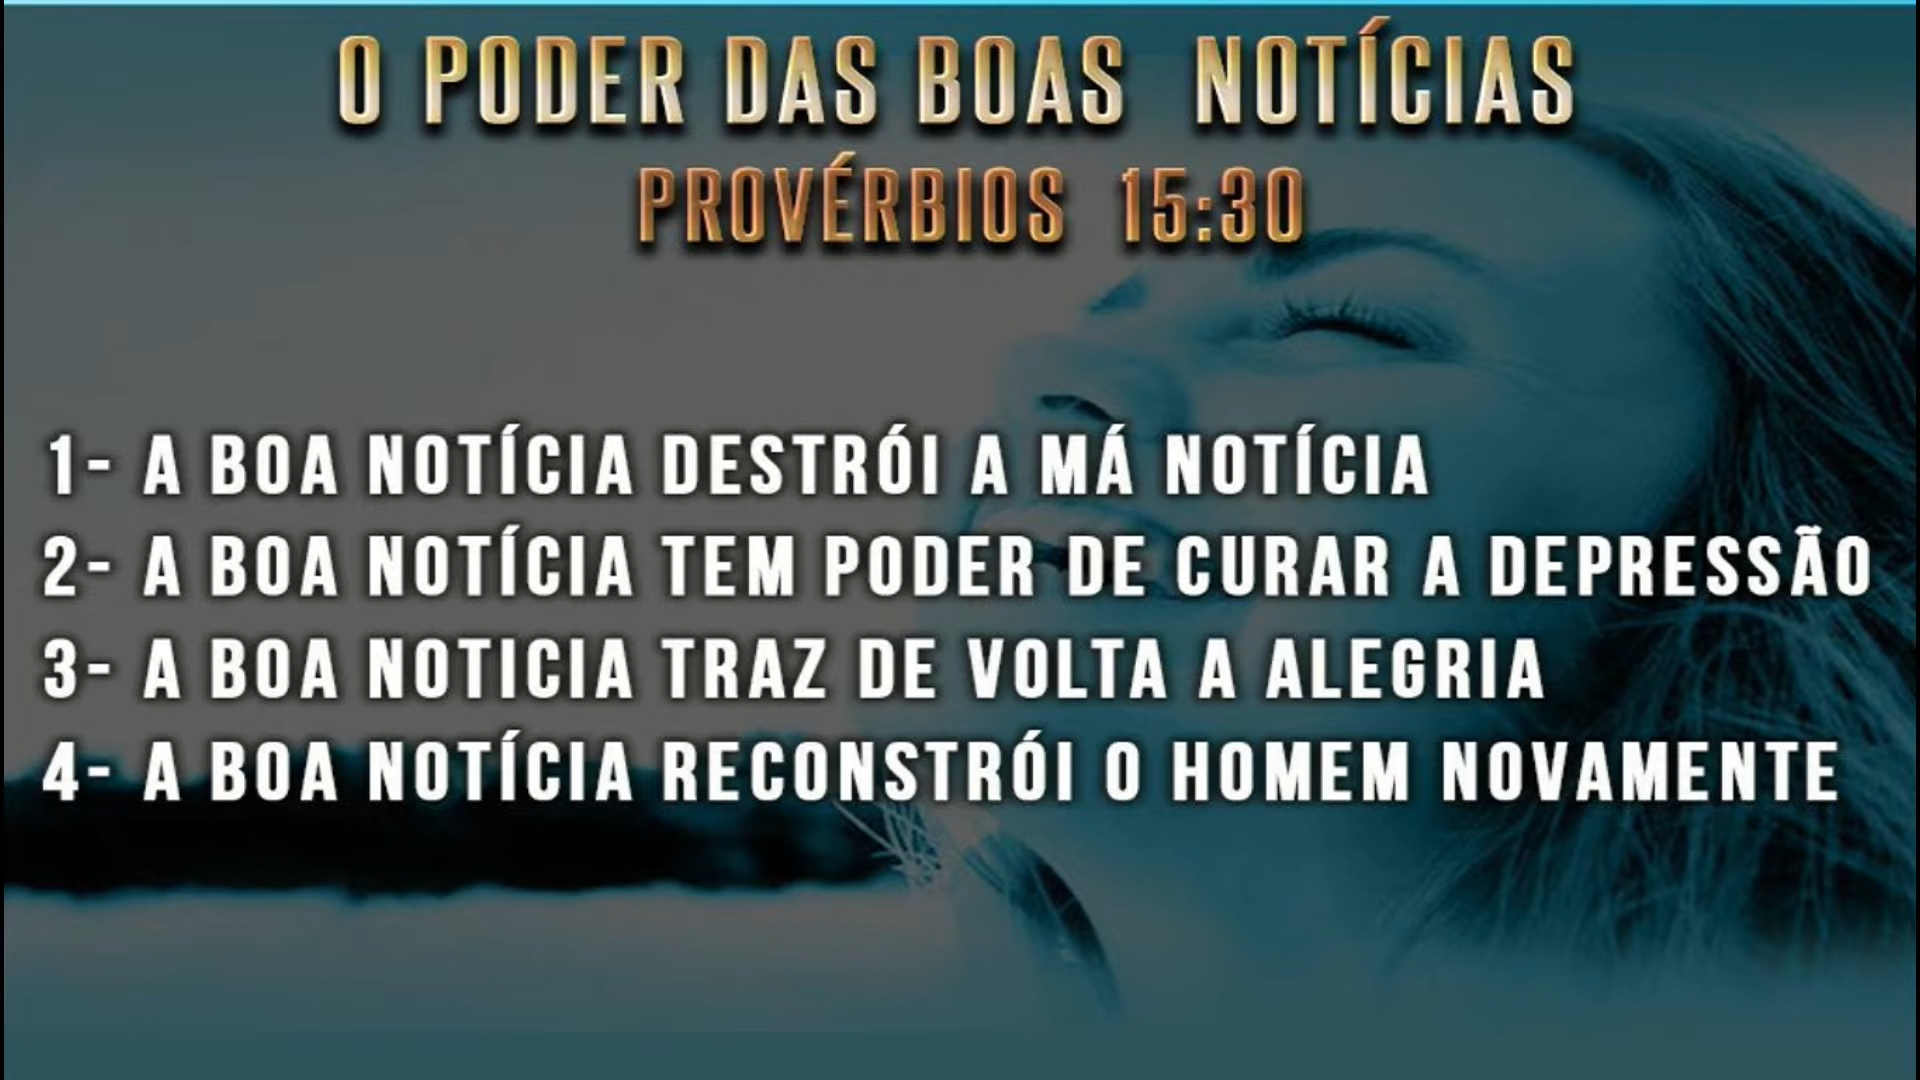 O PODER DAS BOAS NOTÍCIAS
PROVÉRBIOS 15:30
1- A BOA NOTÍCIA DESTRÓI A MÁ NOTÍCIA
2- A BOA NOTÍCIA TEM PODER DE CURAR A DEPRESSÃO
3- A BOA NOTICIA TRAZ DE VOLTA A ALEGRIA
4- A BOA NOTÍCIA RECONSTRÓI O HOMEM NOVAMENTE